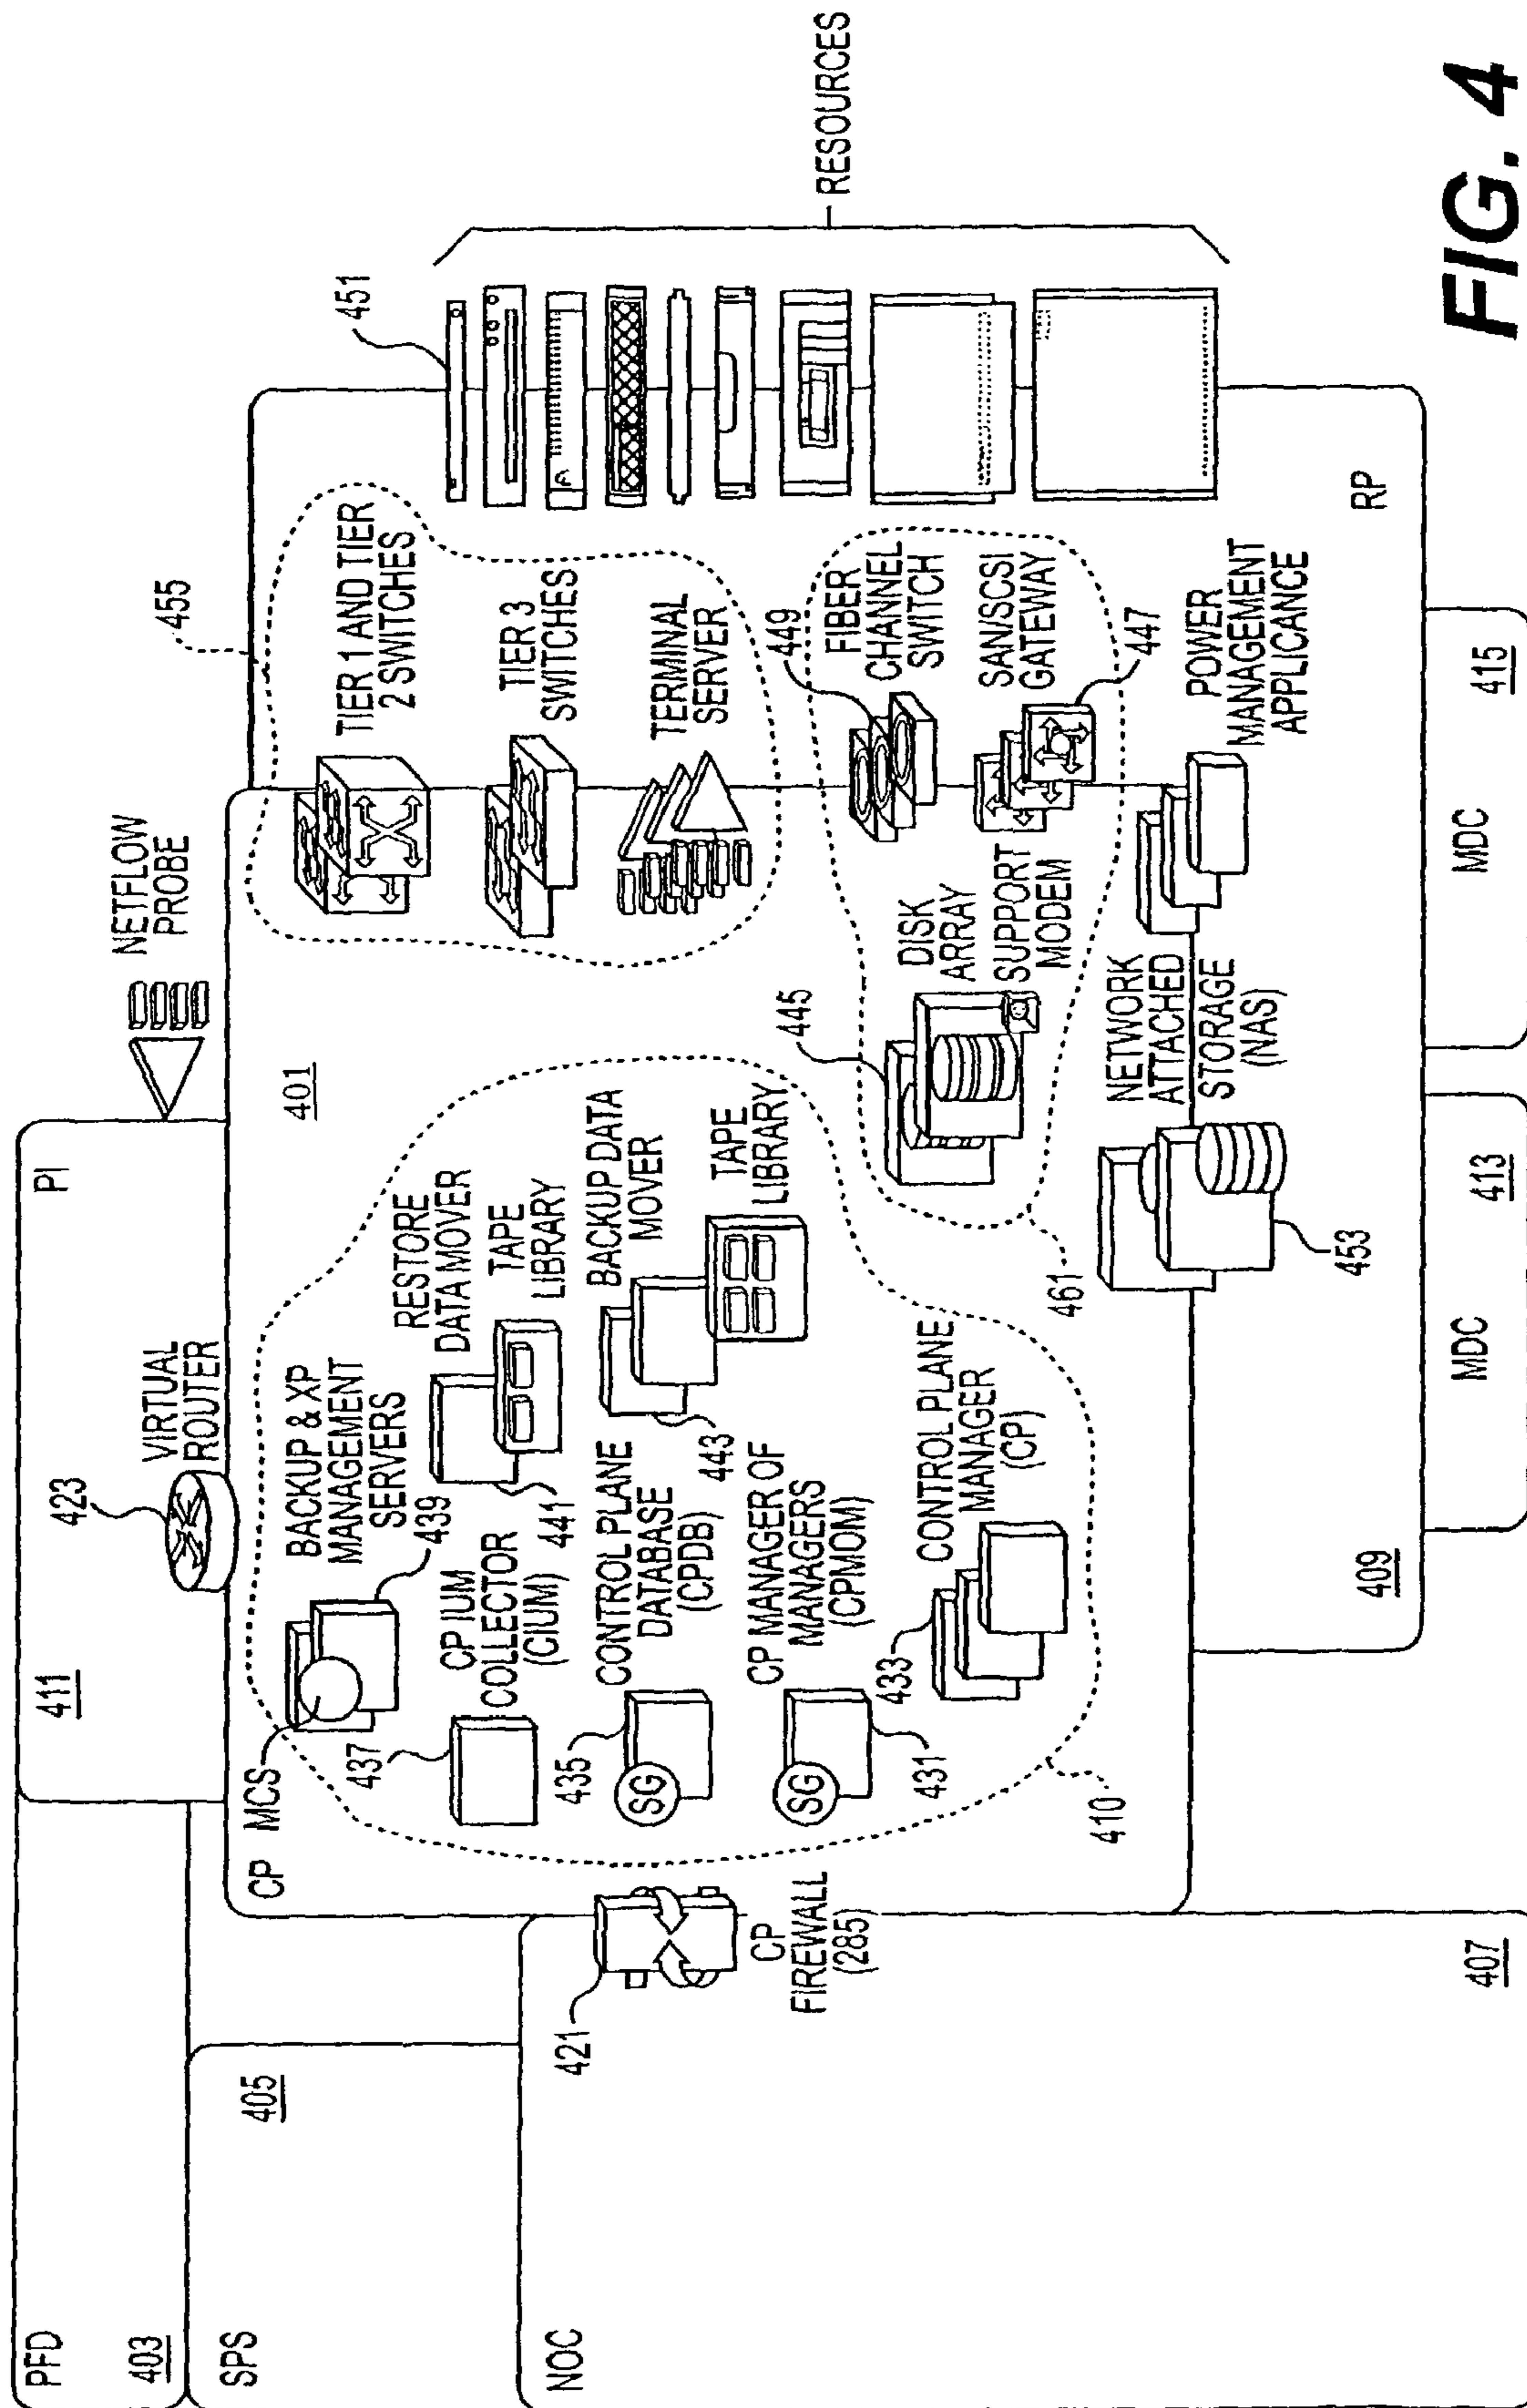 PFD
403
PI
411
423
VIRTUAL
ROUTER
NETFLOW
PROBE
SPS
405
CP
401
455
MCS
BACKUP & XP
MANAGEMENT
SERVERS
439
RESTORE
DATA MOVER
TAPE
LIBRARY
441
437
CP IUM
COLLECTOR
(CIUM)
BACKUP DATA
MOVER
TAPE
LIBRARY
443
435
SG
CONTROL PLANE
DATABASE
(CPDB)
SG
431
CP MANAGER OF
MANAGERS
(CPMOM)
433
CONTROL PLANE
MANAGER
(CP)
410
TIER 1 AND TIER
2 SWITCHES
TIER 3
SWITCHES
TERMINAL
SERVER
451
RESOURCES
NOC
421
CP
FIREWALL
(285)
407
445
DISK
ARRAY
SUPPORT
MODEM
449
FIBER
CHANNEL
SWITCH
SAN/SCSI
GATEWAY
447
461
NETWORK
ATTACHED
STORAGE
(NAS)
453
POWER
MANAGEMENT
APPLICANCE
RP
409
MDC
413
MDC
415
FIG. 4